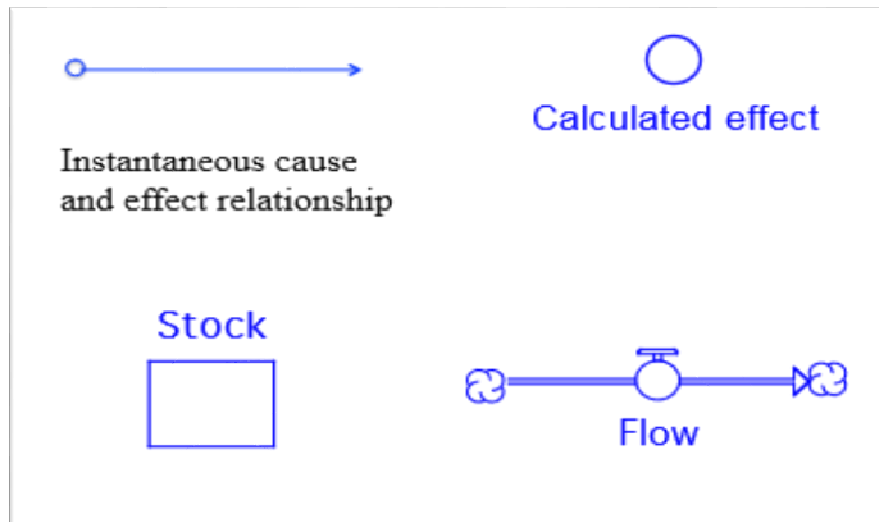 Calculated effect
Instantaneous cause
and effect relationship
Stock
Flow